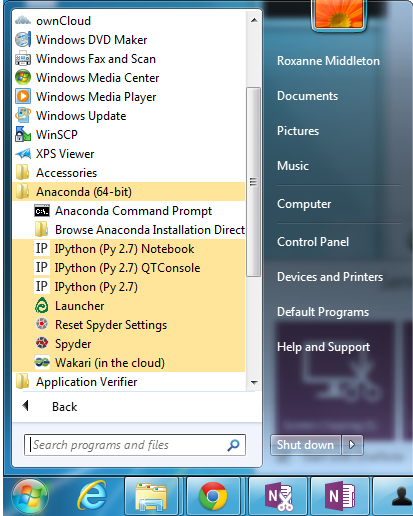 ownCloud
Windows DVD Maker
Windows Fax and Scan
Windows Media Center
Windows Media Player
Windows Update
WinSCP
XPS Viewer
Accessories
Anaconda (64-bit)
Anaconda Command Prompt
Browse Anaconda Installation Direct
IP IPython (Py 2.7) Notebook
IP IPython (Py 2.7) QTConsole
IP IPython (Py 2.7)
Launcher
Reset Spyder Settings
Spyder
Wakari (in the cloud)
Application Verifier
Back
Search programs and files
Roxanne Middleton
Documents
Pictures
Music
Computer
Control Panel
Devices and Printers
Default Programs
Help and Support
Shut down